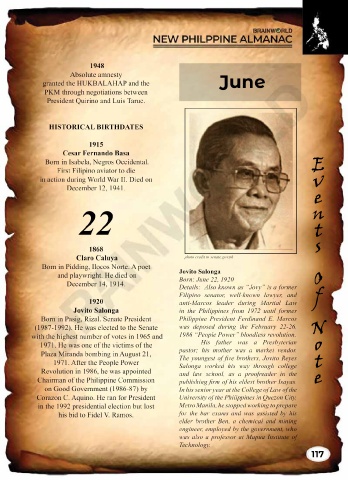 BRAINWORLD
NEW PHILPPINE ALMANAC
1948
Absolute amnesty
granted the HUKBALAHAP and the
PKM through negotiations between
President Quirino and Luis Taruc.
HISTORICAL BIRTHDATES
1915
Cesar Fernando Basa
Born in Isabela, Negros Occidental.
First Filipino aviator to die
in action during World War II. Died on
December 12, 1941.
22
1868
Claro Caluya
Born in Pidding, Ilocos Norte. A poet
and playwright. He died on
December 14, 1914.
1920
Jovito Salonga
Born in Pasig, Rizal. Senate President
(1987-1992). He was elected to the Senate
with the highest number of votes in 1965 and
1971. He was one of the victims of the
Plaza Miranda bombing in August 21,
1971. After the People Power
Revolution in 1986, he was appointed
Chairman of the Philippine Commission
on Good Government (1986-87) by
Corazon C. Aquino. He ran for President
in the 1992 presidential election but lost
his bid to Fidel V. Ramos.
June
photo credit to senate.gov.ph
Jovito Salonga
Born: June 22, 1920
Details: Also known as "Jovy" is a former
Filipino senator, well-known lawyer, and
anti-Marcos leader during Martial Law
in the Philippines from 1972 until former
Philippine President Ferdinand E. Marcos
was deposed during the February 22-26,
1986 "People Power" bloodless revolution.
His father was a Presbyterian
pastor; his mother was a market vendor.
The youngest of five brothers, Jovito Reyes
Salonga worked his way through college
and law school, as a proofreader in the
publishing firm of his eldest brother Isayas.
In his senior year at the College of Law of the
University of the Philippines in Quezon City,
Metro Manila, he stopped working to prepare
for the bar exams and was assisted by his
elder brother Ben, a chemical and mining
engineer, employed by the government, who
was also a professor at Mapua Institute of
Technology.
Events Of Note
117